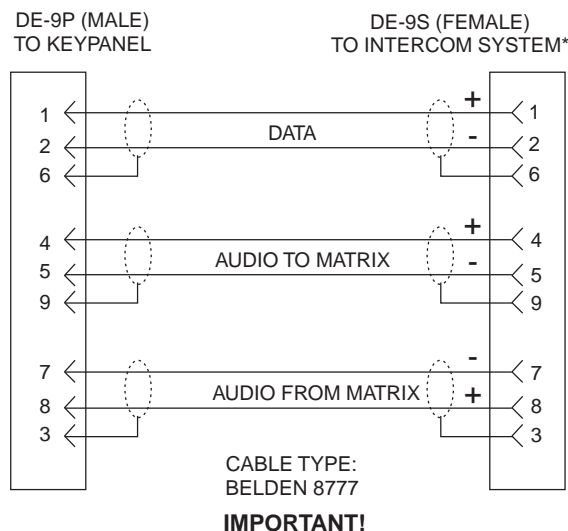 DE-9P (MALE)
TO KEYPANEL
DE-9S (FEMALE)
TO INTERCOM SYSTEM*
1 + 1
DATA
2 - 2
6 6
4 + 4
AUDIO TO MATRIX
5 - 5
9 9
7 - 7
AUDIO FROM MATRIX
8 + 8
3 3
CABLE TYPE:
BELDEN 8777
IMPORTANT!